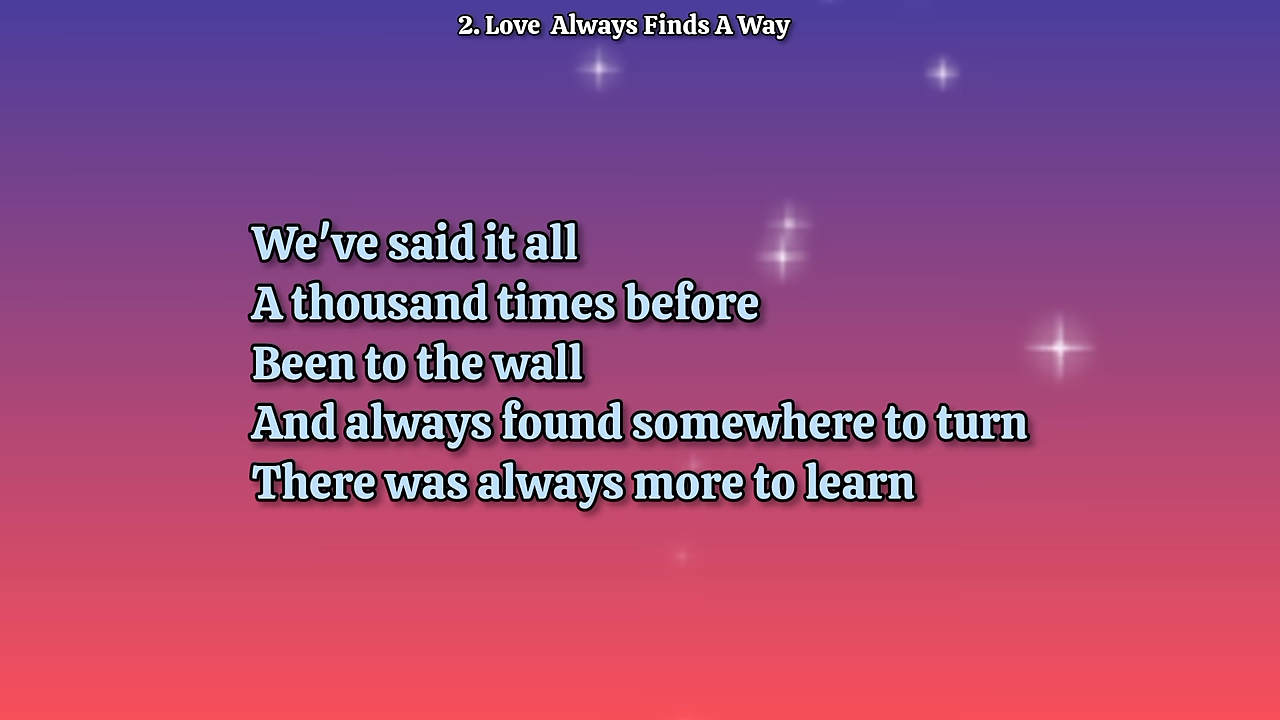 2. Love  Always Finds A Way
We've said it all
A thousand times before
Been to the wall
And always found somewhere to turn
There was always more to learn